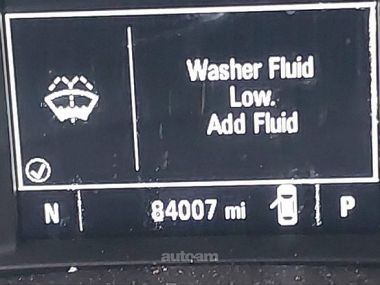 Washer Fluid
Low.
Add Fluid
N 84007 mi P
autoam